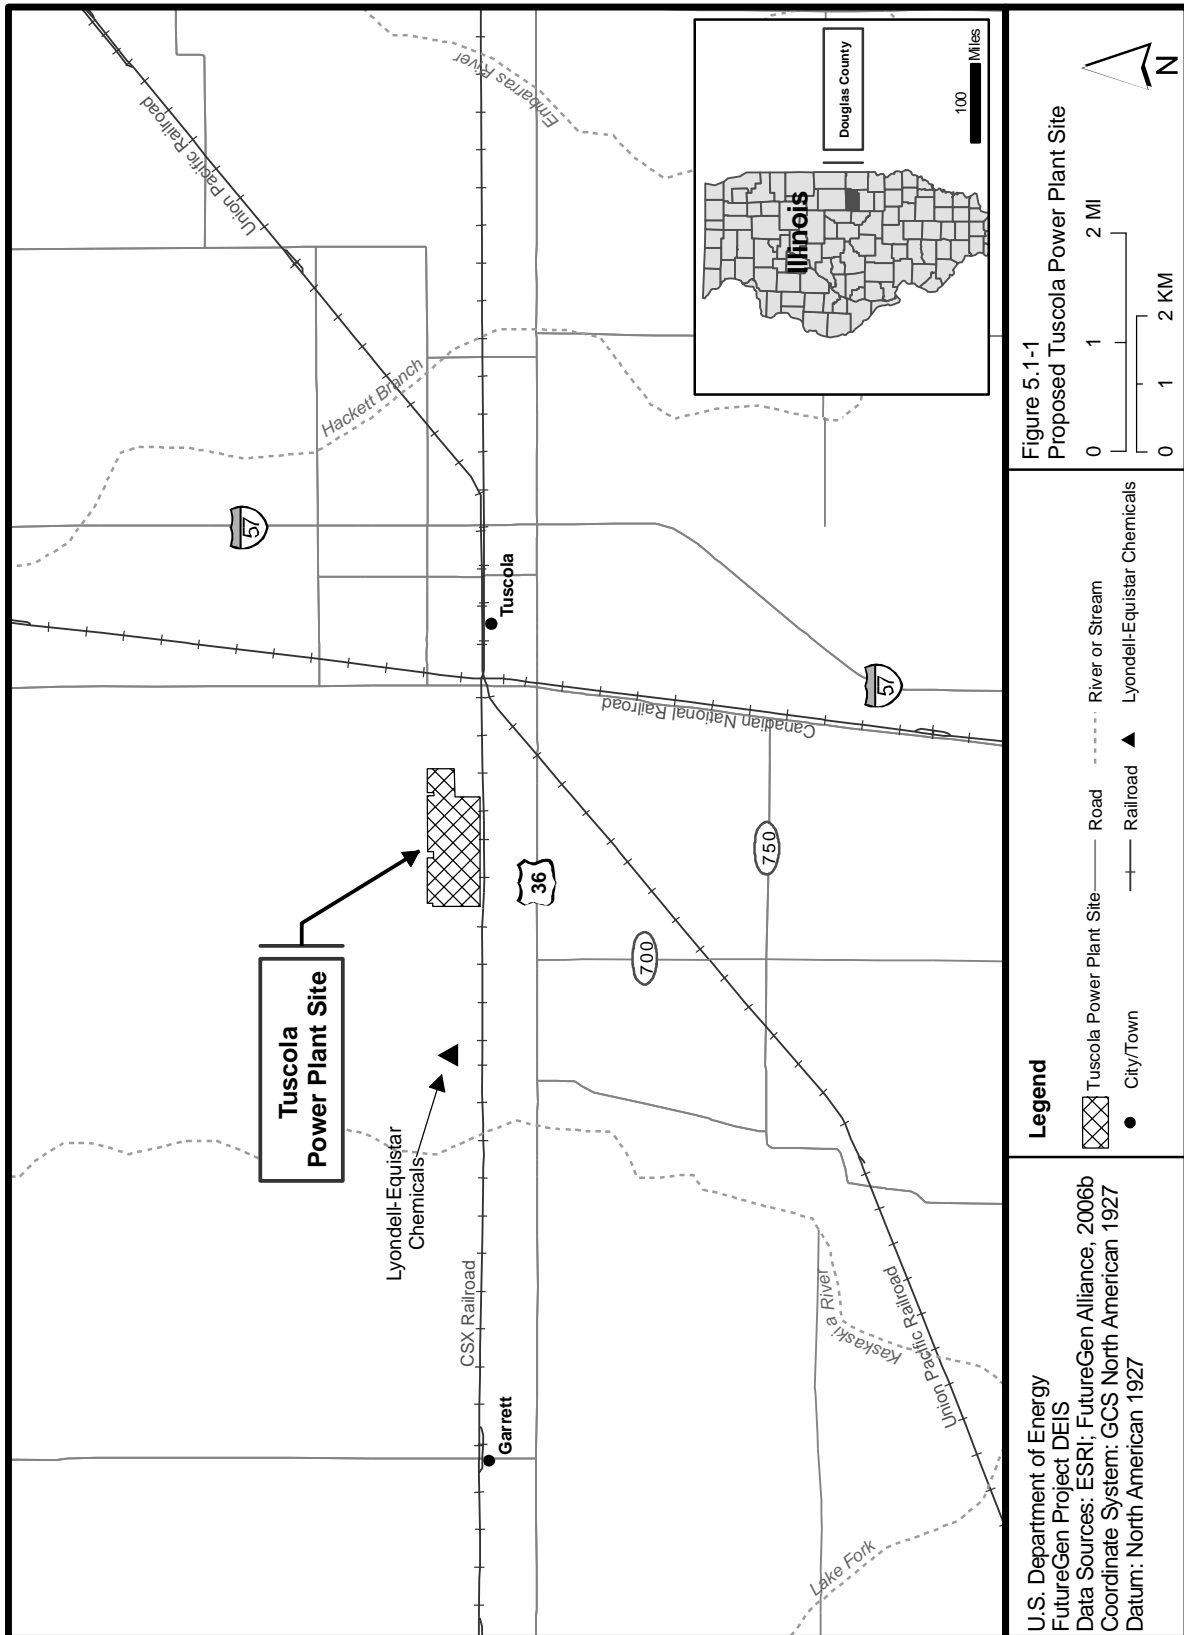 Union Pacific Railroad
Embarras River
Hackett Branch
57
Tuscola
Canadian National Railroad
57
Tuscola
Power Plant Site
36
700
750
Lyondell-Equistar
Chemicals
CSX Railroad
Garrett
Kaskaskia River
Union Pacific Railroad
Lake Fork
Illinois
Douglas County
100
Miles
U.S. Department of Energy
FutureGen Project DEIS
Data Sources: ESRI; FutureGen Alliance, 2006b
Coordinate System: GCS North American 1927
Datum: North American 1927
Legend
Tuscola Power Plant Site
Road
River or Stream
City/Town
Railroad
Lyondell-Equistar Chemicals
Figure 5.1-1
Proposed Tuscola Power Plant Site
0 1 2 MI
0 1 2 KM
N